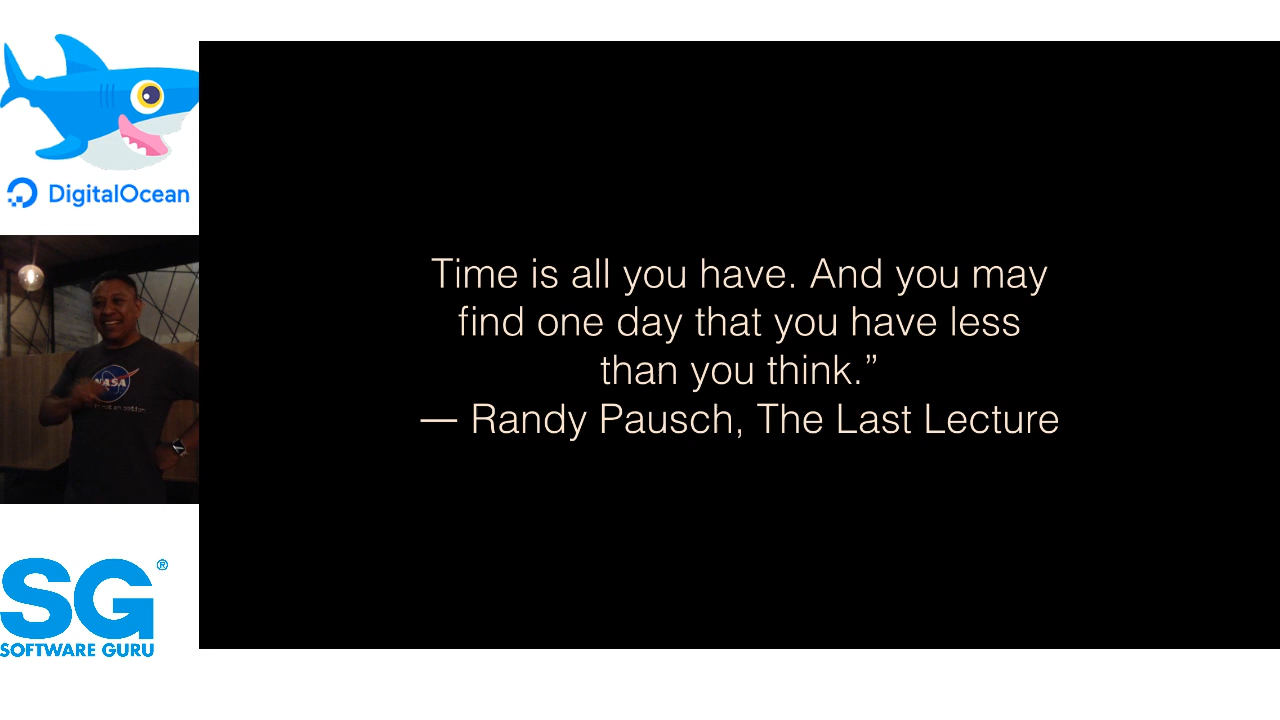 DigitalOcean
NASA
Time is all you have. And you may
find one day that you have less
than you think.”
— Randy Pausch, The Last Lecture
SG®
SOFTWARE GURU